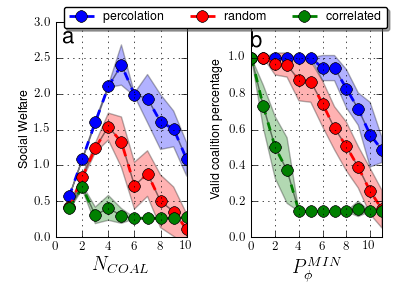 percolation random correlated
a
b
Social Welfare
3.0
2.5
2.0
1.5
1.0
0.5
0.0
0 2 4 6 8 10
N_COAL
Valid coalition percentage
1.0
0.8
0.6
0.4
0.2
0.0
0 2 4 6 8 10
P_ϕ^MIN